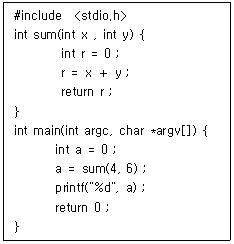 #include  <stdio,h>
int sum(int x , int y) {
int r = 0 ;
r = x + y ;
return r ;
}
int main(int argc, char *argv[]) {
int a = 0 ;
a = sum(4, 6) ;
printf("%d", a) ;
return 0 ;
}